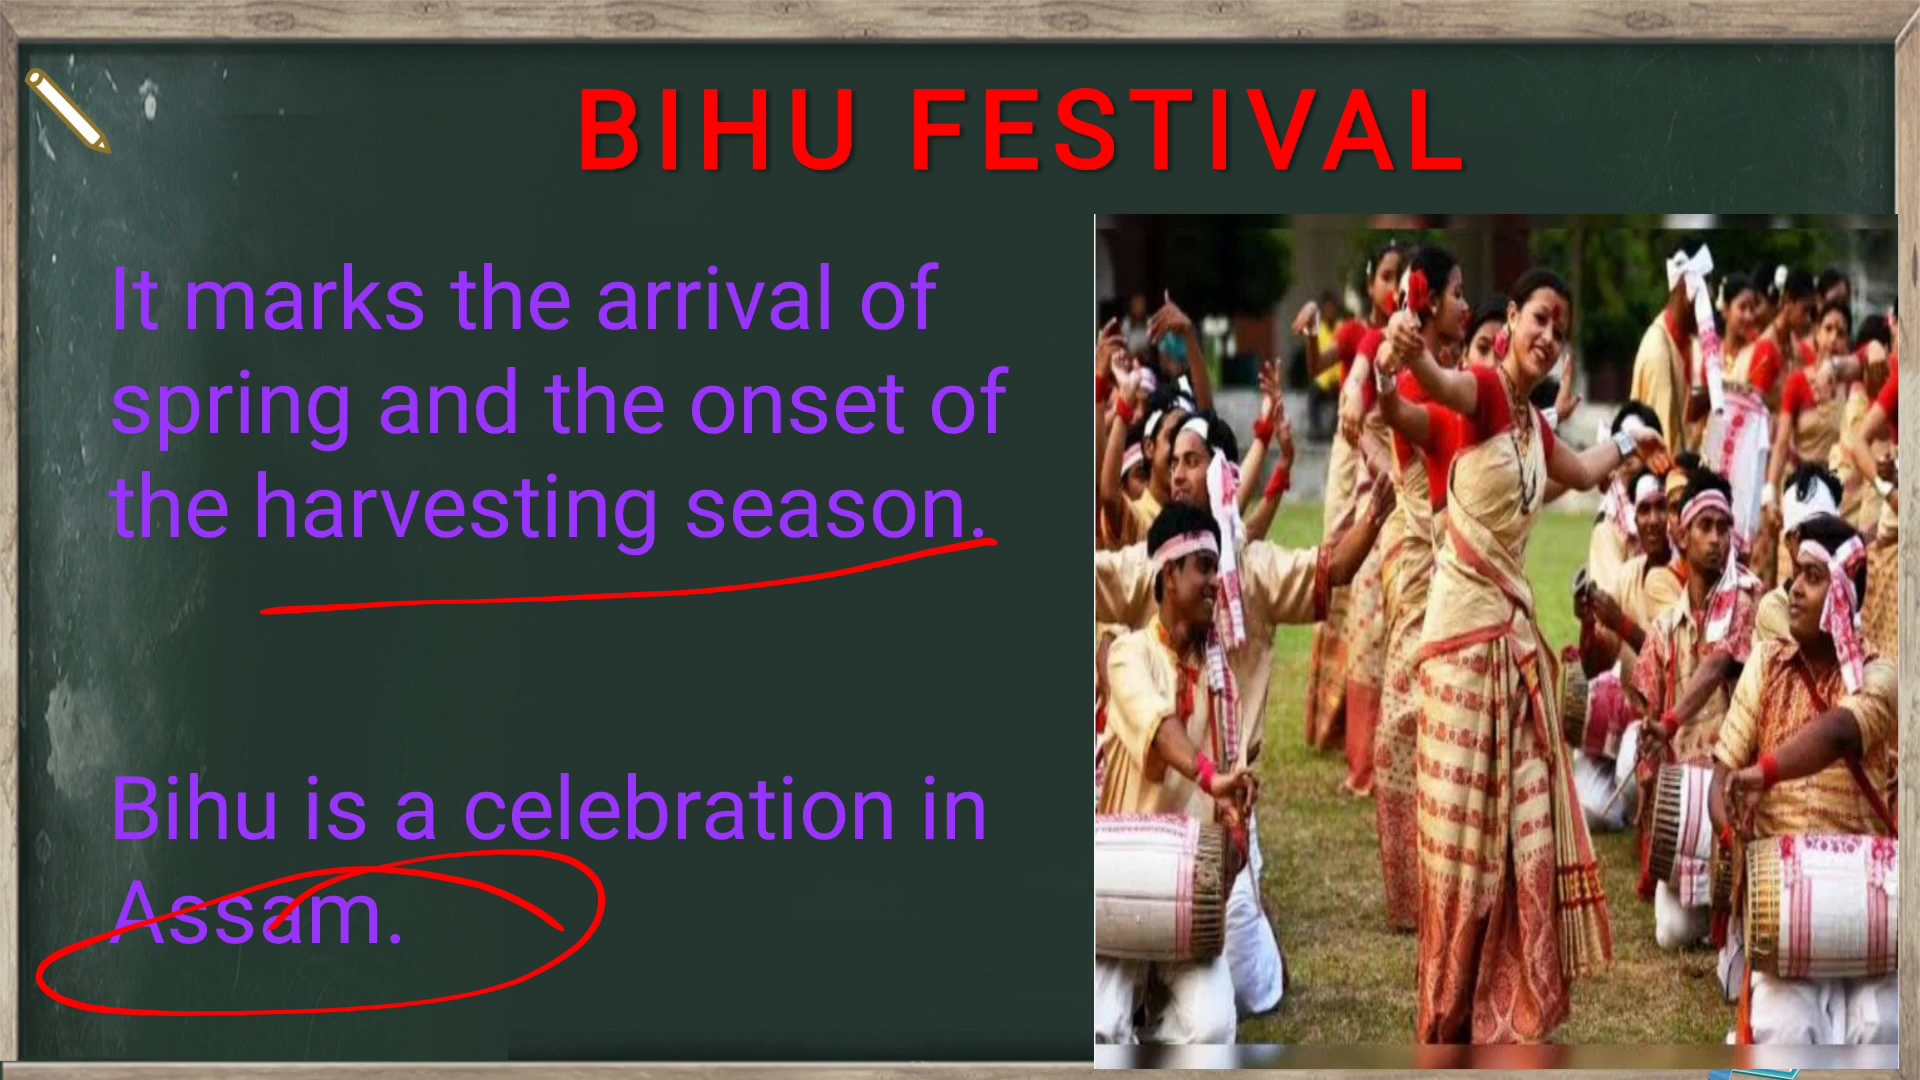 BIHU FESTIVAL
It marks the arrival of
spring and the onset of
the harvesting season.
Bihu is a celebration in
Assam.